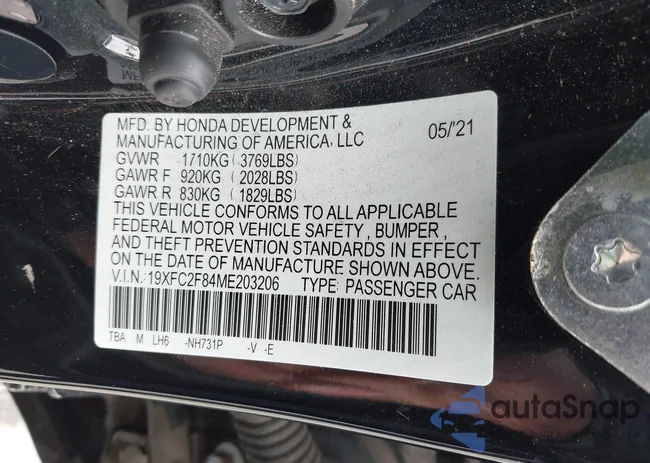 MFD. BY HONDA DEVELOPMENT &
MANUFACTURING OF AMERICA, LLC 05/'21
GVWR 1710KG (3769LBS)
GAWR F 920KG (2028LBS)
GAWR R 830KG (1829LBS)
THIS VEHICLE CONFORMS TO ALL APPLICABLE
FEDERAL MOTOR VEHICLE SAFETY, BUMPER,
AND THEFT PREVENTION STANDARDS IN EFFECT
ON THE DATE OF MANUFACTURE SHOWN ABOVE.
V.I.N.: 19XFC2F84ME203206 TYPE: PASSENGER CAR
TBA M LH6 -NH731P -V -E
autaSnap